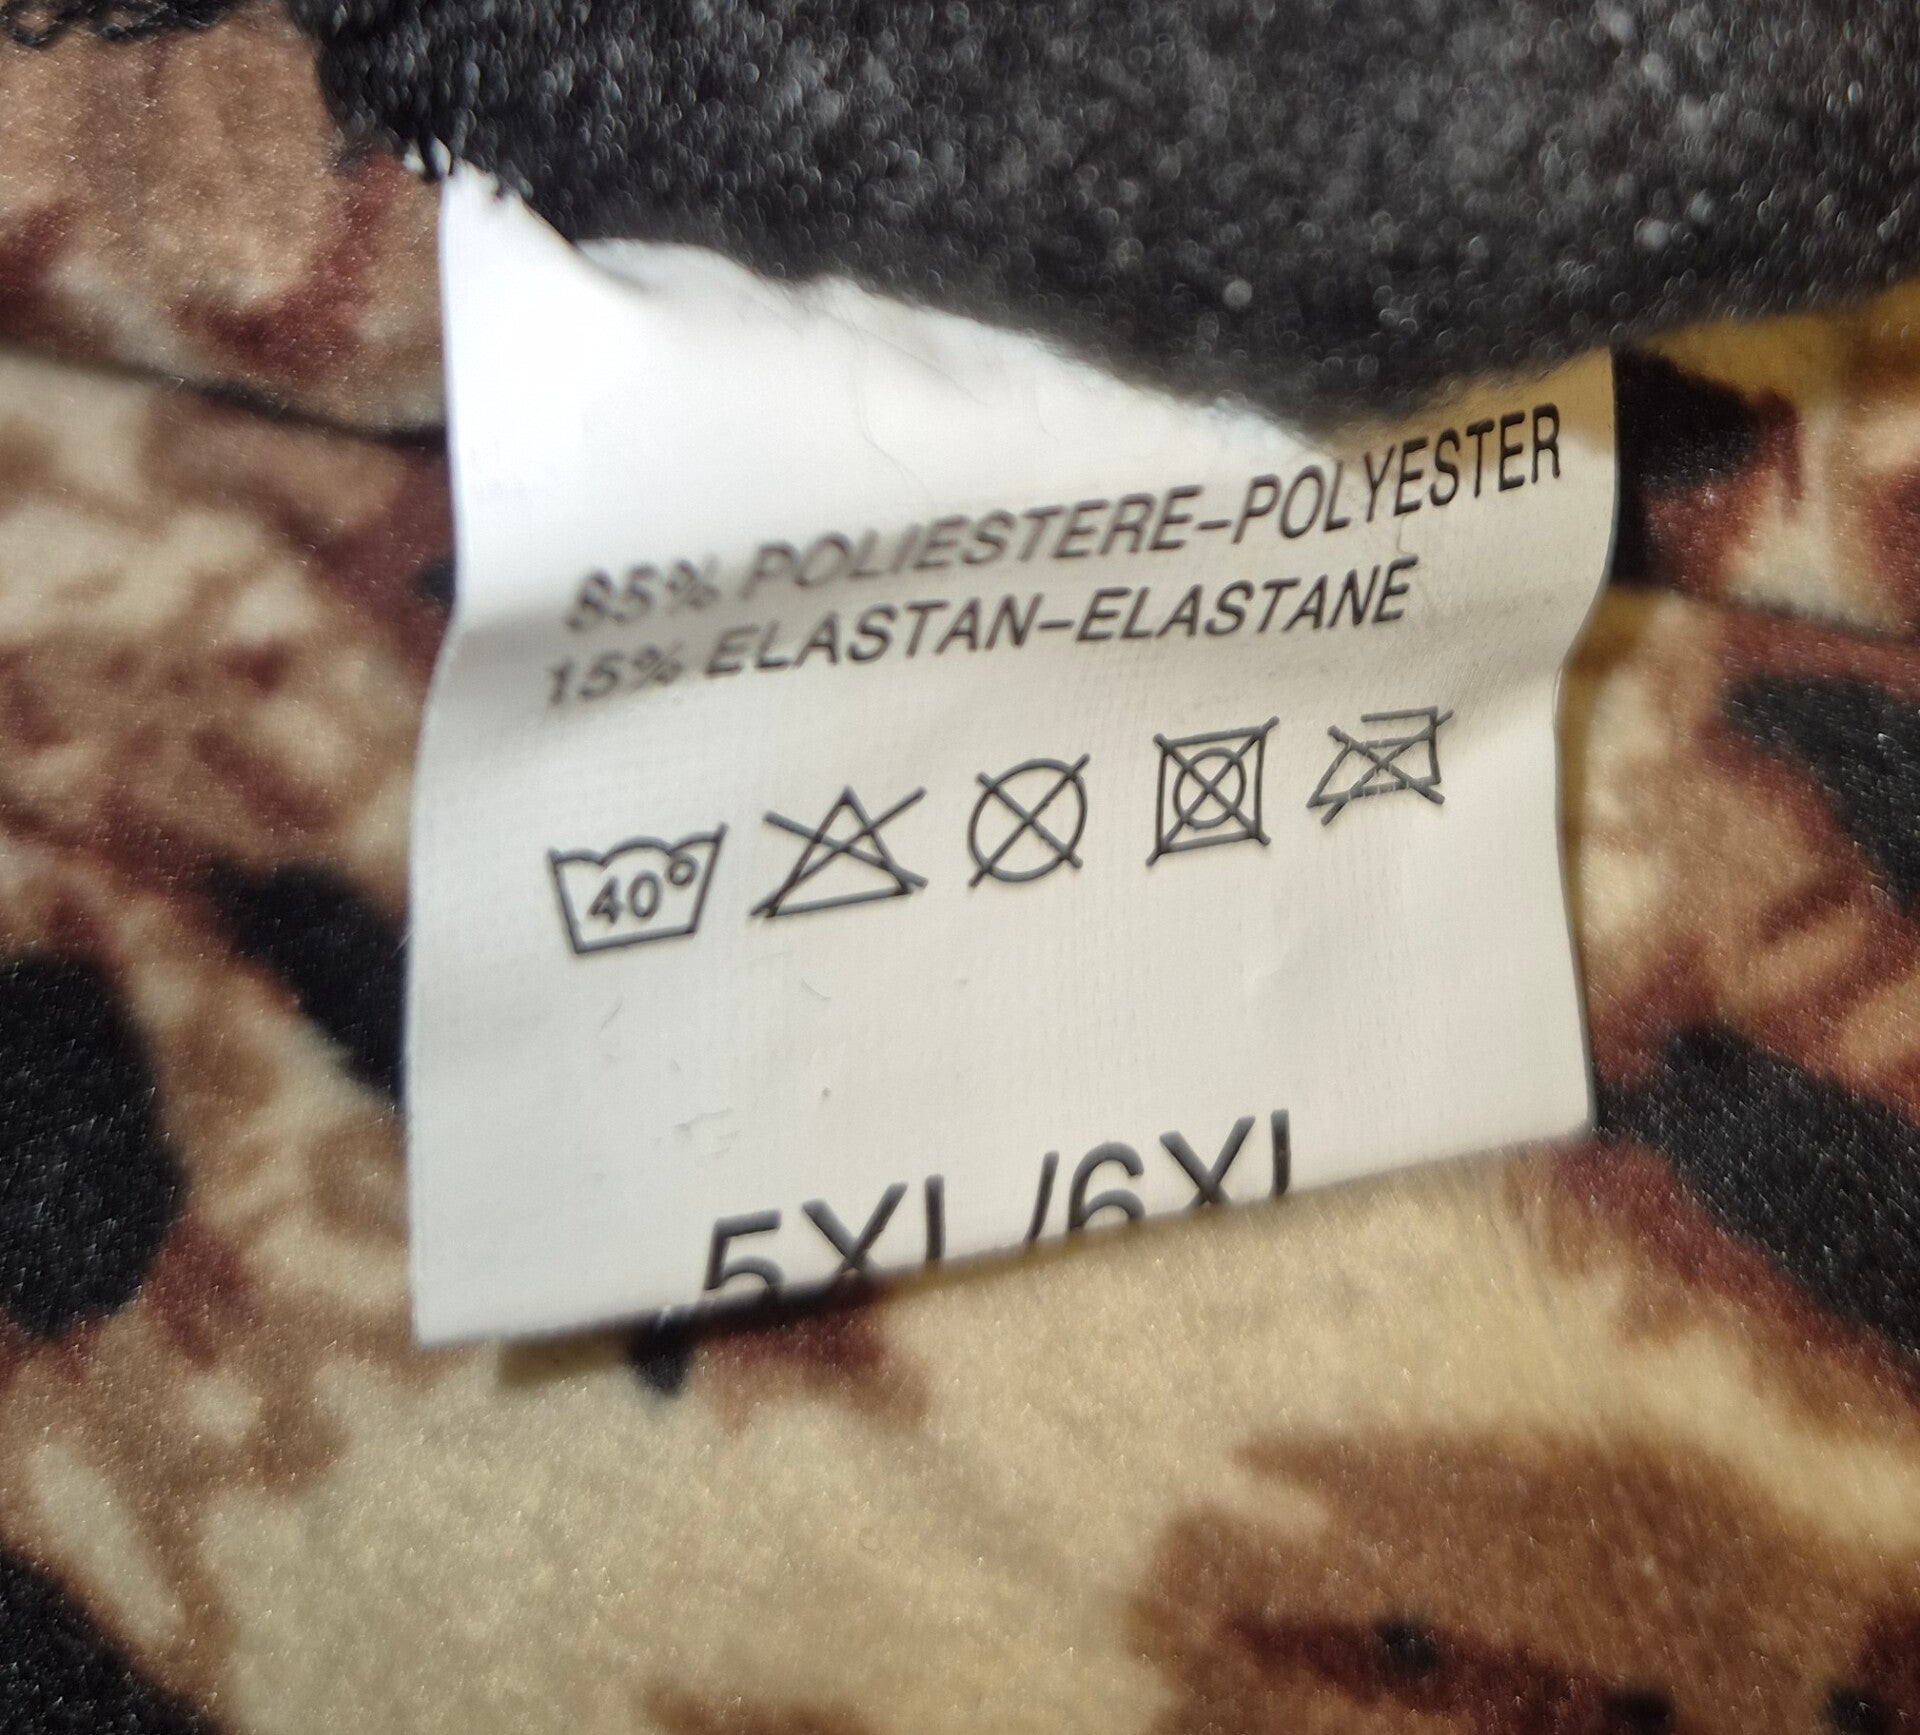 85% POLIESTERE-POLYESTER
15% ELASTAN-ELASTANE
40°
5XL/6XL